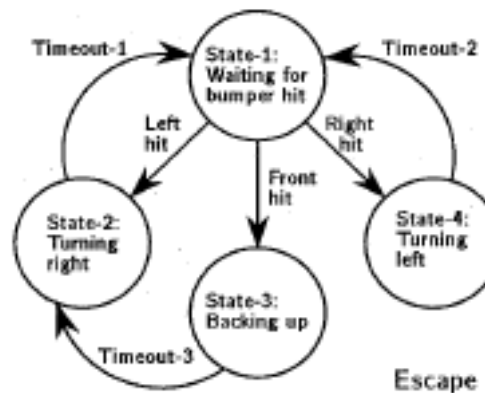 Timeout-1
State-1:
Waiting for
bumper hit
Timeout-2
Left
hit
Right
hit
Front
hit
State-2:
Turning
right
State-4:
Turning
left
State-3:
Backing up
Timeout-3
Escape